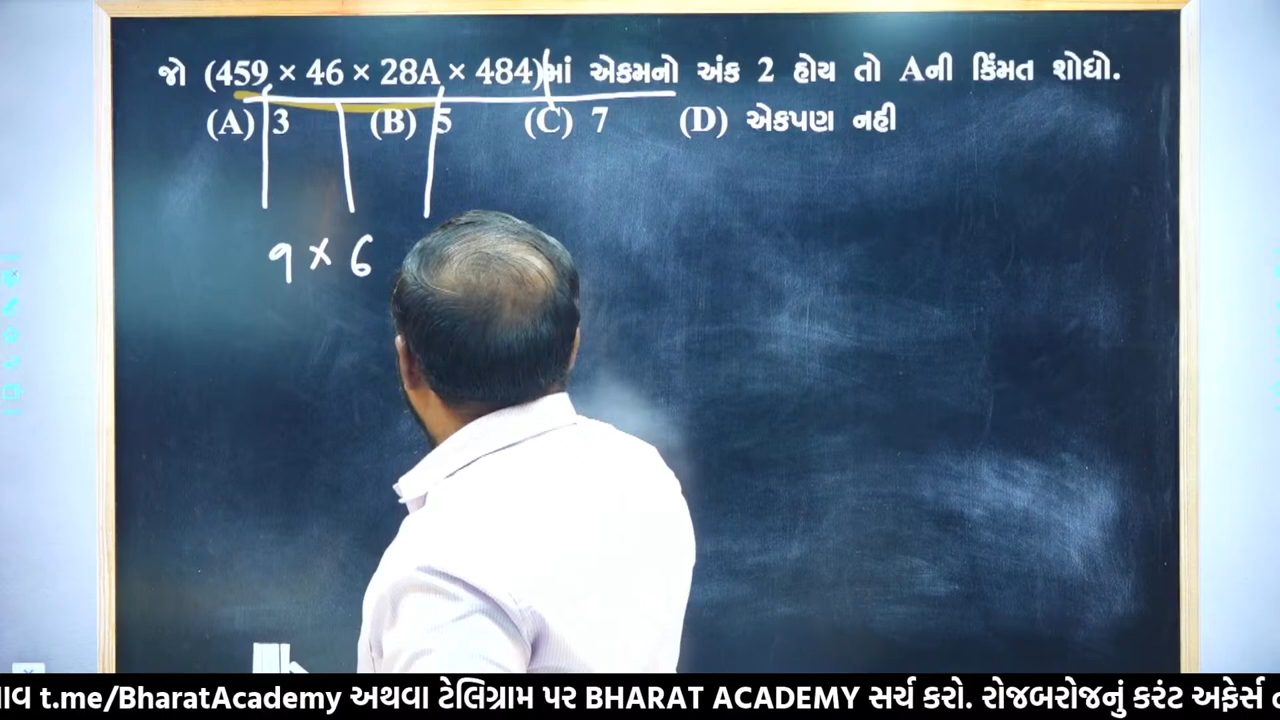 જો (459 × 46 × 28A × 484)માં એકમનો અંક 2 હોય તો Aની કિંમત શોધો.
(A) 3 (B) 5 (C) 7 (D) એકપણ નહી
9 × 6
t.me/BharatAcademy અથવા ટેલિગ્રામ પર BHARAT ACADEMY સર્ચ કરો. રોજબરોજનું કરંટ અફેર્સ